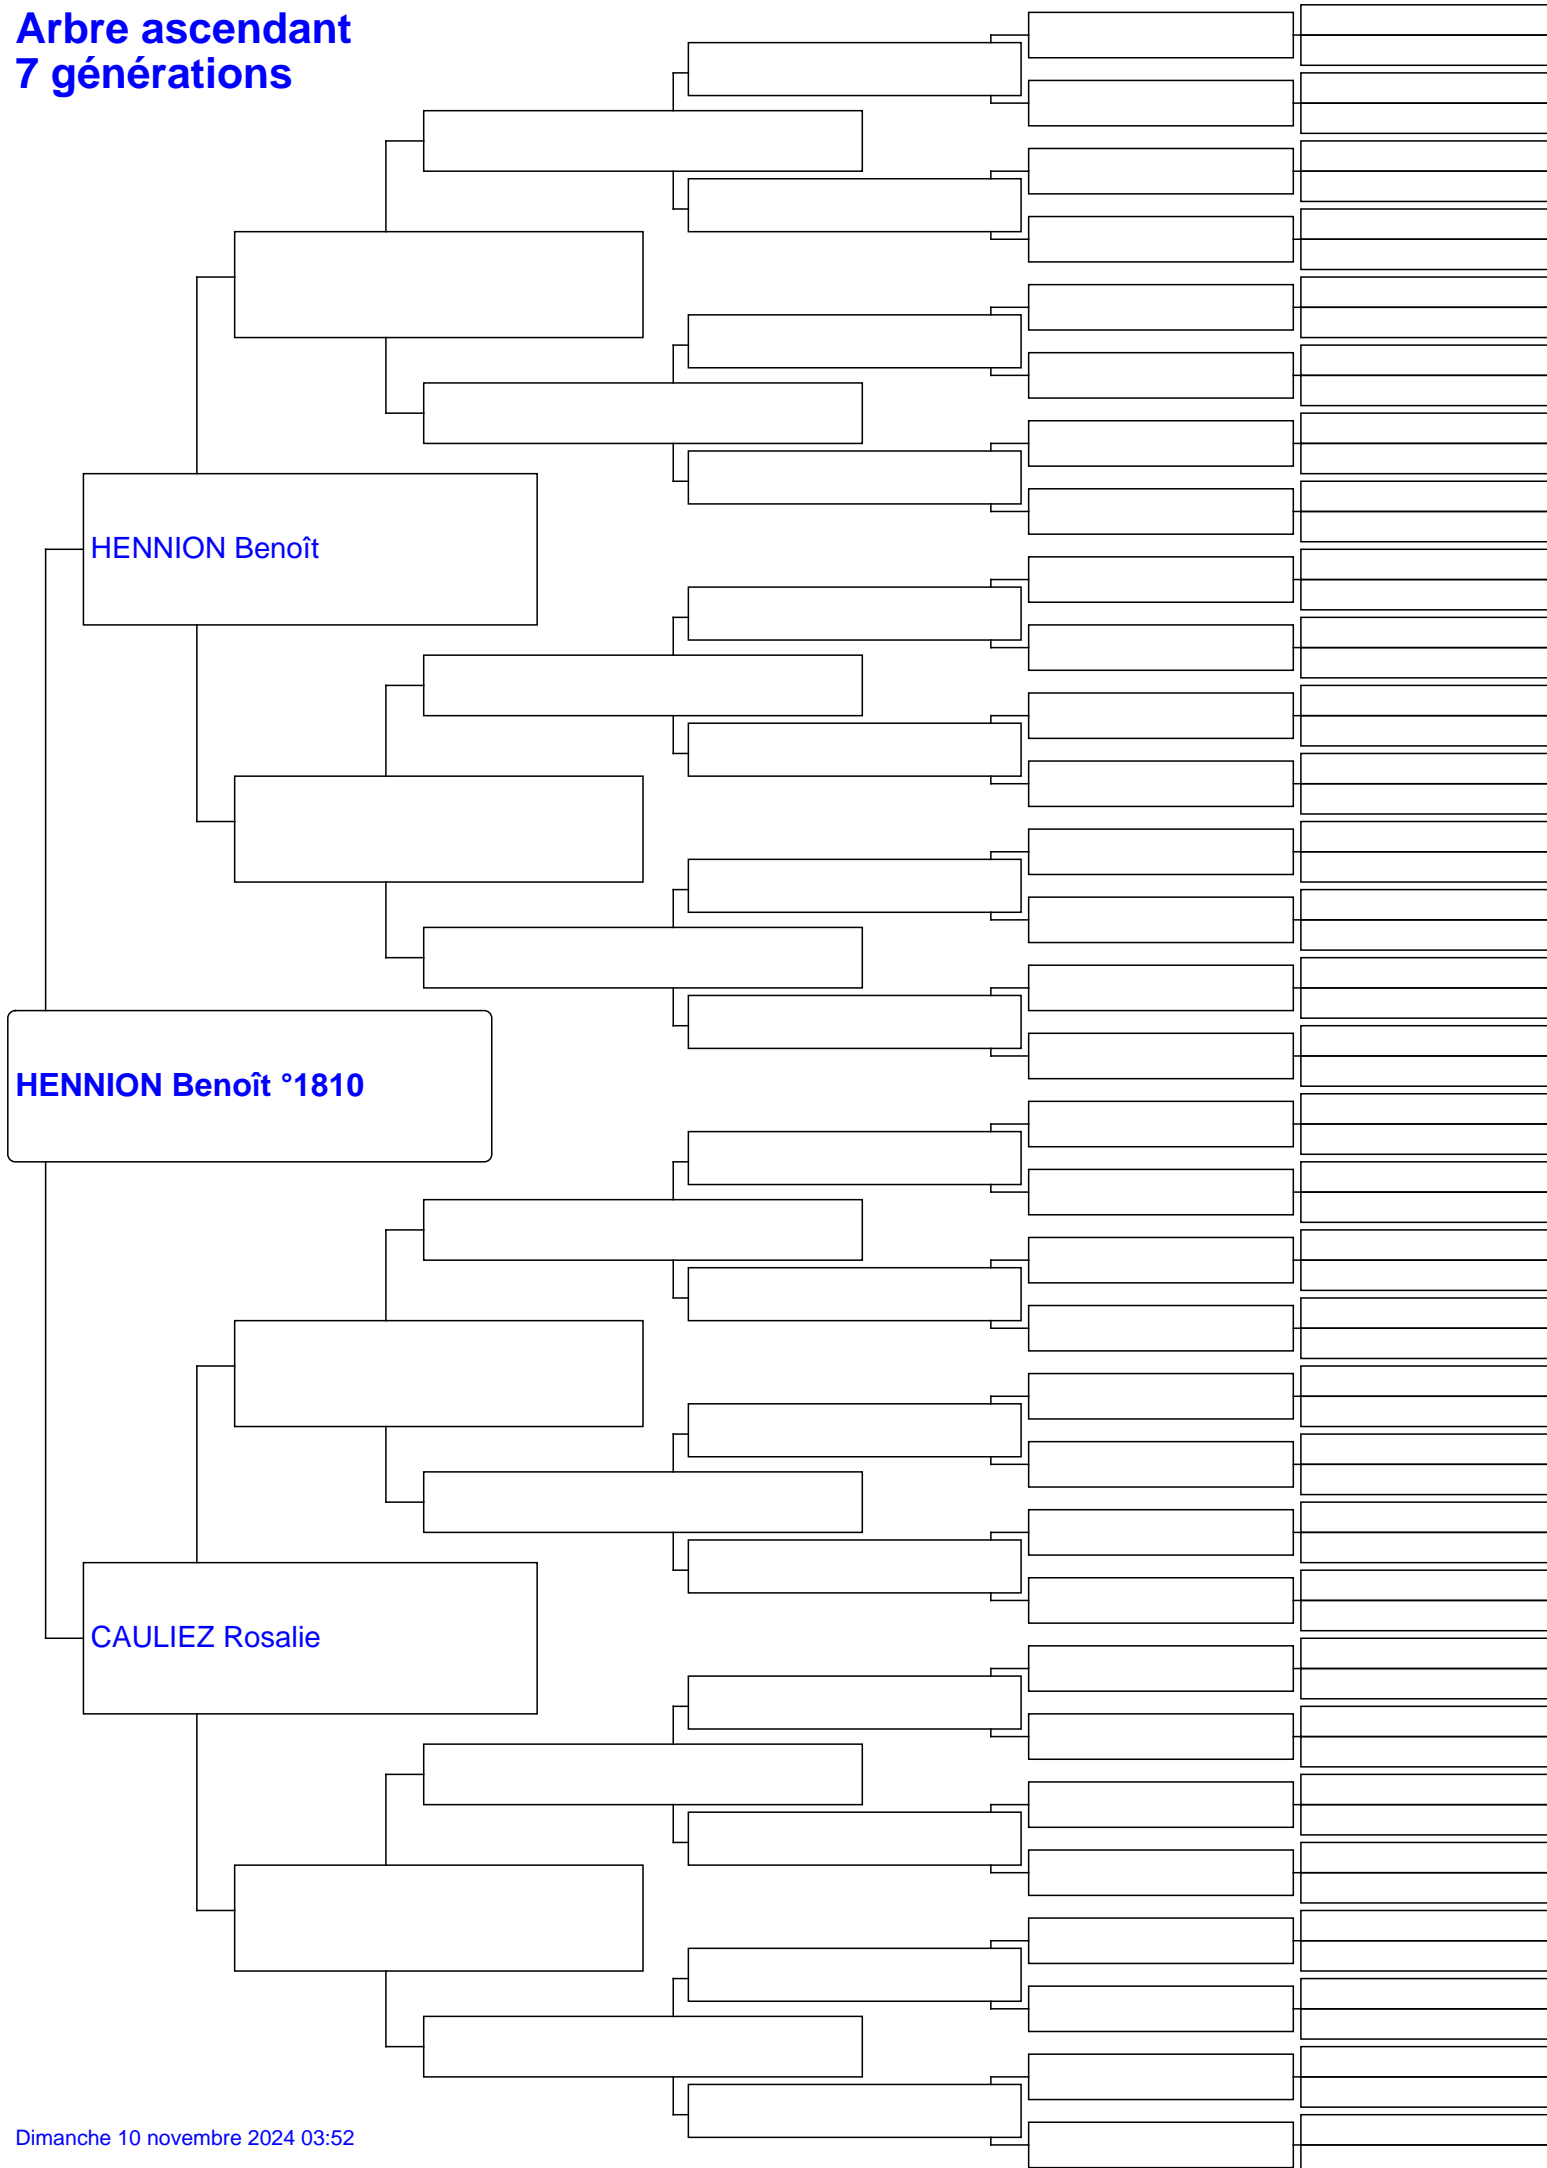 Arbre ascendant
7 générations
HENNION Benoît
HENNION Benoît °1810
CAULIEZ Rosalie
Dimanche 10 novembre 2024 03:52